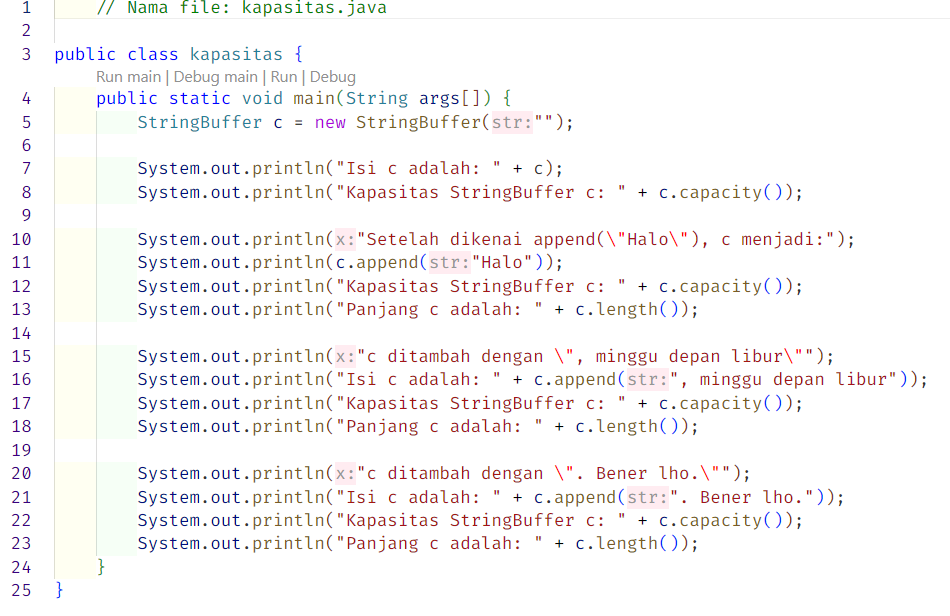 1 // Nama file: kapasitas.java
2
3 public class kapasitas {
Run main | Debug main | Run | Debug
4 public static void main(String args[]) {
5 StringBuffer c = new StringBuffer(str:"");
6
7 System.out.println("Isi c adalah: " + c);
8 System.out.println("Kapasitas StringBuffer c: " + c.capacity());
9
10 System.out.println(x:"Setelah dikenai append(\"Halo\"), c menjadi:");
11 System.out.println(c.append(str:"Halo"));
12 System.out.println("Kapasitas StringBuffer c: " + c.capacity());
13 System.out.println("Panjang c adalah: " + c.length());
14
15 System.out.println(x:"c ditambah dengan \", minggu depan libur\"");
16 System.out.println("Isi c adalah: " + c.append(str:", minggu depan libur"));
17 System.out.println("Kapasitas StringBuffer c: " + c.capacity());
18 System.out.println("Panjang c adalah: " + c.length());
19
20 System.out.println(x:"c ditambah dengan \". Bener lho.\"");
21 System.out.println("Isi c adalah: " + c.append(str:". Bener lho."));
22 System.out.println("Kapasitas StringBuffer c: " + c.capacity());
23 System.out.println("Panjang c adalah: " + c.length());
24 }
25 }